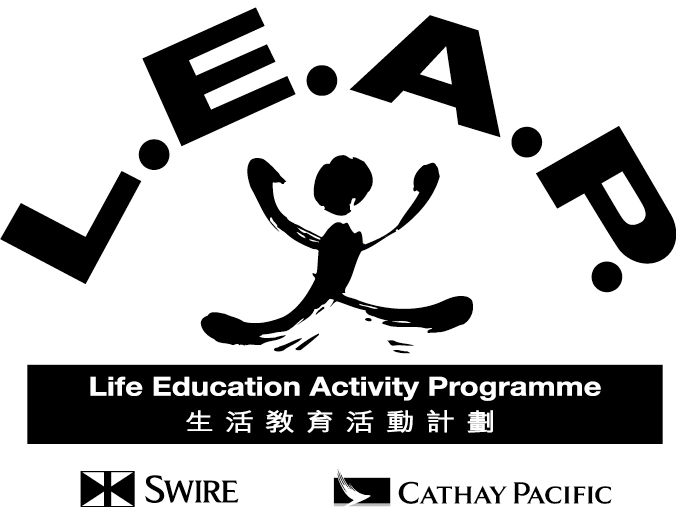 L.E.A.P.
Life Education Activity Programme
生活教育活動計劃
SWIRE
CATHAY PACIFIC